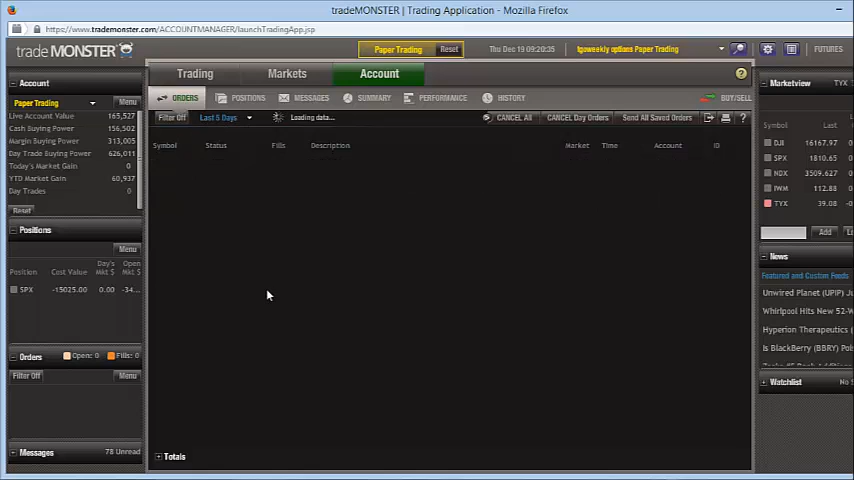 tradeMONSTER | Trading Application - Mozilla Firefox
https://www.trademonster.com/ACCOUNTMANAGER/launchTradingApp.jsp
trade MONSTER
Paper Trading Reset
Thu Dec 19 09:20:35
tgoweekly options Paper Trading
FUTURES
Account
Paper Trading Menu
Live Account Value 165,527
Cash Buying Power 156,502
Margin Buying Power 313,005
Day Trade Buying Power 626,011
Today's Market Gain 0
YTD Market Gain 60,937
Day Trades 0
Reset
Positions
Menu
Position Cost Value Day's Mkt $ Open Mkt $
SPX -15025.00 0.00 -34...
Orders Open: 0 Fills: 0
Filter Off Menu
Messages 78 Unread
Trading Markets Account
ORDERS POSITIONS MESSAGES SUMMARY PERFORMANCE HISTORY BUY/SELL
Filter Off Last 5 Days Loading data... CANCEL All CANCEL Day Orders Send All Saved Orders
Symbol Status Fills Description Market Time Account ID
Totals
Marketview TYX
Symbol Last
DJI 16167.97
SPX 1810.65
NDX 3509.627
IWM 112.88
TYX 39.08 -0
Add
News
Featured and Custom Feeds
Unwired Planet (UPIP) Ju
Whirlpool Hits New 52-W
Hyperion Therapeutics (
Is BlackBerry (BBRY) Pois
Watchlist No S